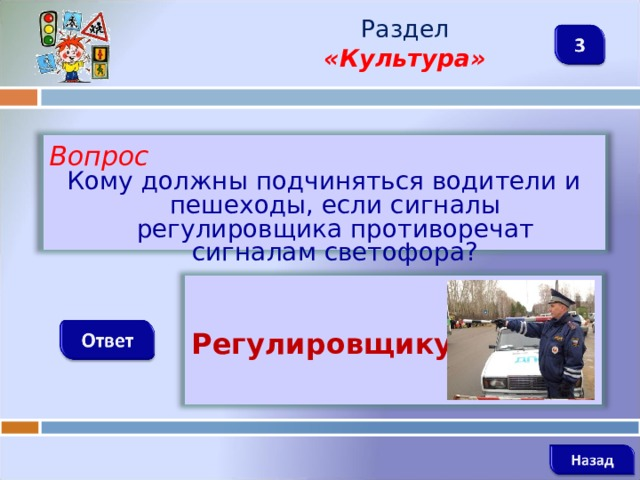 Раздел
«Культура»
3
Вопрос
Кому должны подчиняться водители и
пешеходы, если сигналы
регулировщика противоречат
сигналам светофора?
Ответ
Регулировщику
Назад